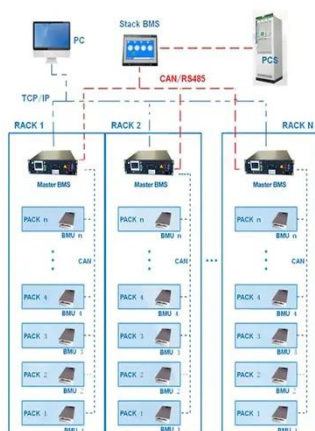 PC
Stack BMS
PCS
CAN/RS485
TCP/IP
RACK 1
RACK 2
RACK N
Master BMS
Master BMS
Master BMS
PACK n
BMU n
PACK n
BMU n
PACK n
BMU n
CAN
CAN
CAN
PACK 4
BMU 4
PACK 4
BMU 4
PACK 4
BMU 4
PACK 3
BMU 3
PACK 3
BMU 3
PACK 3
BMU 3
PACK 2
BMU 2
PACK 2
BMU 2
PACK 2
BMU 2
PACK 1
PACK 1
PACK 1